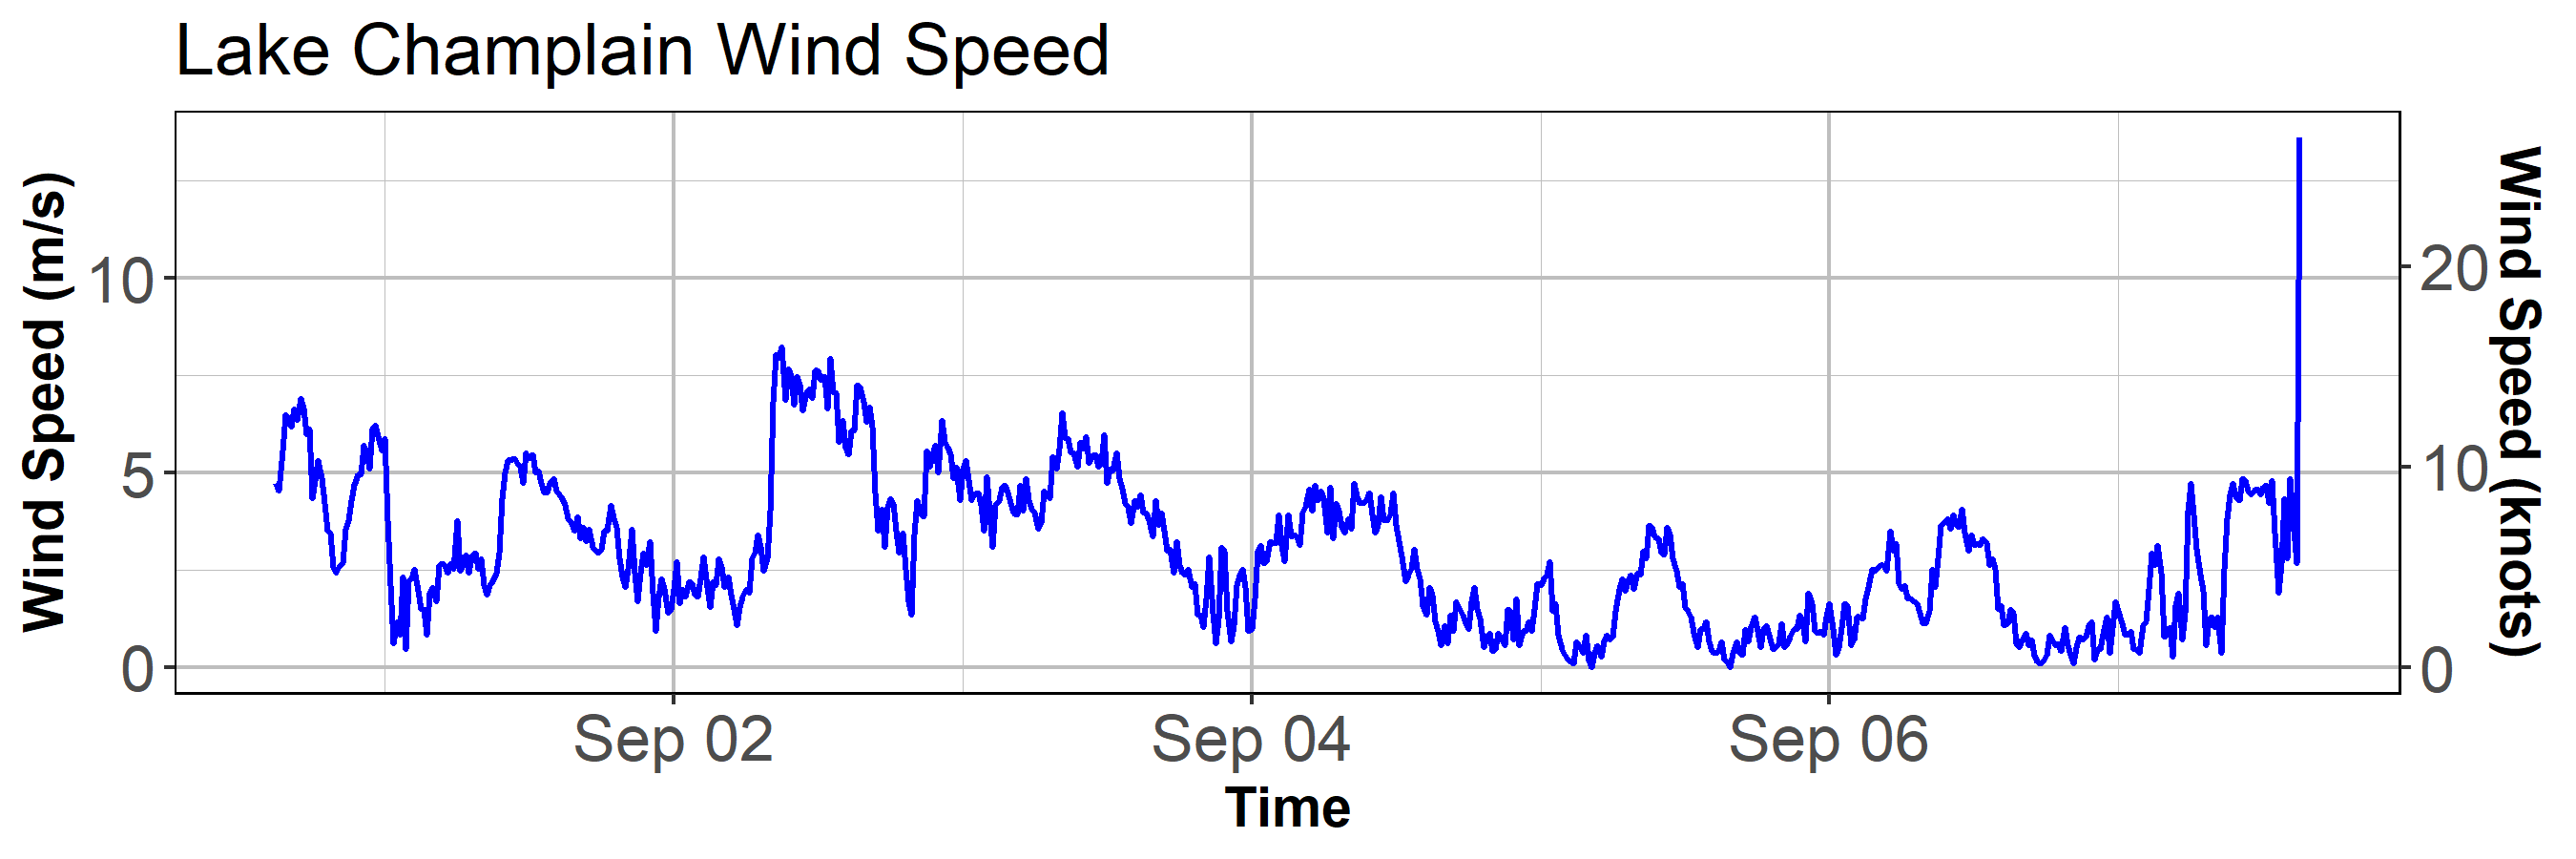 Lake Champlain Wind Speed
Wind Speed (m/s)
10
5
0
20
10
0
Wind Speed (knots)
Sep 02
Sep 04
Sep 06
Time